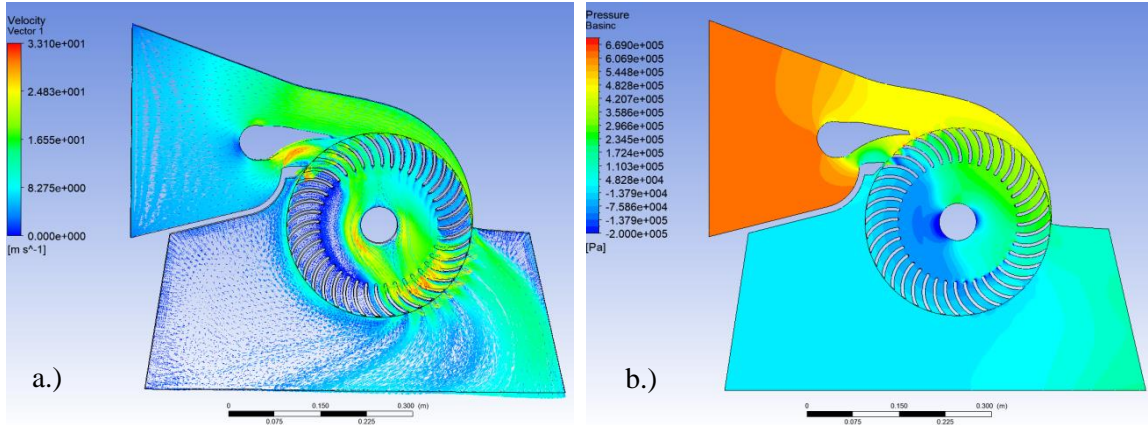 Velocity
Vector 1
3.310e+001
2.483e+001
1.655e+001
8.275e+000
0.000e+000
[m s^-1]
a.)
0
0.150
0.300 (m)
0.075
0.225
Pressure
Basinc
6.690e+005
6.069e+005
5.448e+005
4.828e+005
4.207e+005
3.586e+005
2.966e+005
2.345e+005
1.724e+005
1.103e+005
4.828e+004
-1.379e+004
-7.586e+004
-1.379e+005
-2.000e+005
[Pa]
b.)
0
0.150
0.300 (m)
0.075
0.225